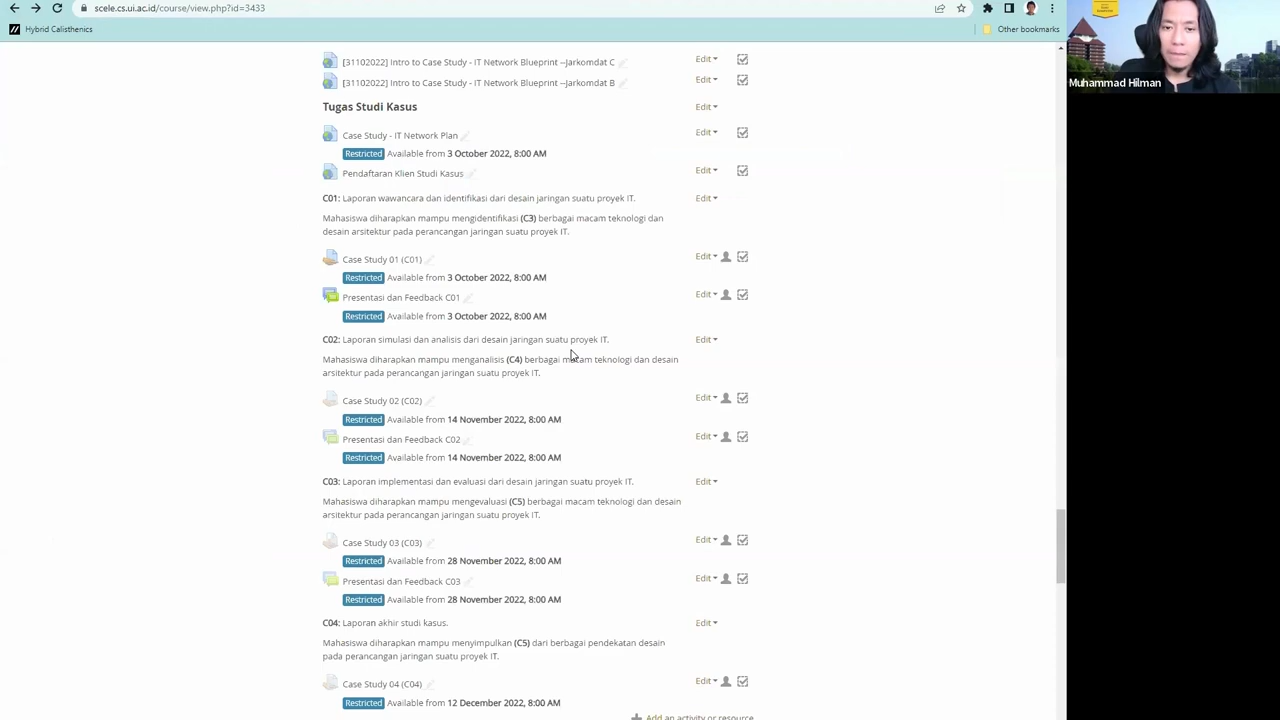 scele.cs.ui.ac.id/course/view.php?id=3433
Hybrid Calisthenics
Other bookmarks
Muhammad Hilman
[31102022] Intro to Case Study - IT Network Blueprint --Jarkomdat C
Edit
[31102022] Intro to Case Study - IT Network Blueprint --Jarkomdat B
Edit
Tugas Studi Kasus
Edit
Case Study - IT Network Plan
Edit
Restricted Available from 3 October 2022, 8:00 AM
Pendaftaran Klien Studi Kasus
Edit
C01: Laporan wawancara dan identifikasi dari desain jaringan suatu proyek IT.
Edit
Mahasiswa diharapkan mampu mengidentifikasi (C3) berbagai macam teknologi dan
desain arsitektur pada perancangan jaringan suatu proyek IT.
Case Study 01 (C01)
Edit
Restricted Available from 3 October 2022, 8:00 AM
Presentasi dan Feedback C01
Edit
Restricted Available from 3 October 2022, 8:00 AM
C02: Laporan simulasi dan analisis dari desain jaringan suatu proyek IT.
Edit
Mahasiswa diharapkan mampu menganalisis (C4) berbagai macam teknologi dan desain
arsitektur pada perancangan jaringan suatu proyek IT.
Case Study 02 (C02)
Edit
Restricted Available from 14 November 2022, 8:00 AM
Presentasi dan Feedback C02
Edit
Restricted Available from 14 November 2022, 8:00 AM
C03: Laporan implementasi dan evaluasi dari desain jaringan suatu proyek IT.
Edit
Mahasiswa diharapkan mampu mengevaluasi (C5) berbagai macam teknologi dan desain
arsitektur pada perancangan jaringan suatu proyek IT.
Case Study 03 (C03)
Edit
Restricted Available from 28 November 2022, 8:00 AM
Presentasi dan Feedback C03
Edit
Restricted Available from 28 November 2022, 8:00 AM
C04: Laporan akhir studi kasus.
Edit
Mahasiswa diharapkan mampu menyimpulkan (C5) dari berbagai pendekatan desain
pada perancangan jaringan suatu proyek IT.
Case Study 04 (C04)
Edit
Restricted Available from 12 December 2022, 8:00 AM
Add an activity or resource